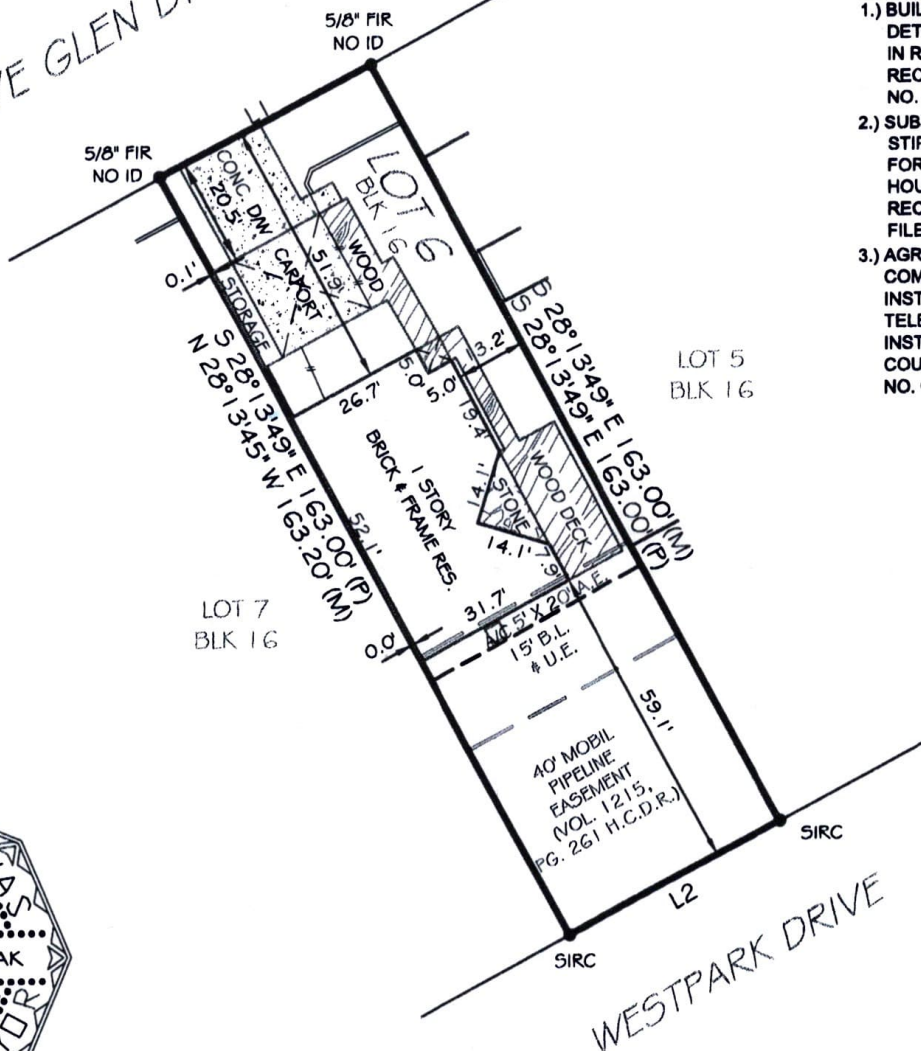 E GLEN D
5/8" FIR
NO ID
5/8" FIR
NO ID
1.) BUIL
DET
IN R
REC
NO.
2.) SUB
STIF
FOR
HOU
REC
FILE
3.) AGR
COM
INST
TELE
INST
COU
NO.
LOT 6
BLK 16
CONC. D/W
20.5'
CARPORT
51.9'
WOOD
0.1'
STORAGE
S 28°13'49" E 163.00' (P)
N 28°13'45" W 163.20' (M)
S 28°13'49" E 163.00' (M)
S 28°13'49" E 163.00' (P)
LOT 5
BLK 16
13.2'
5.0'
5.0'
19.4'
26.7'
1 STORY
BRICK & FRAME RES.
52.1'
14.1'
STONE
14.1'
WOOD DECK
7.9'
LOT 7
BLK 16
0.0'
31.7'
A/C
5' X 20' A.E.
15' B.L.
& U.E.
59.1'
40' MOBIL
PIPELINE
EASEMENT
(VOL. 1215,
PG. 261 H.C.D.R.)
SIRC
L2
SIRC
WESTPARK DRIVE
AS
AK
OR